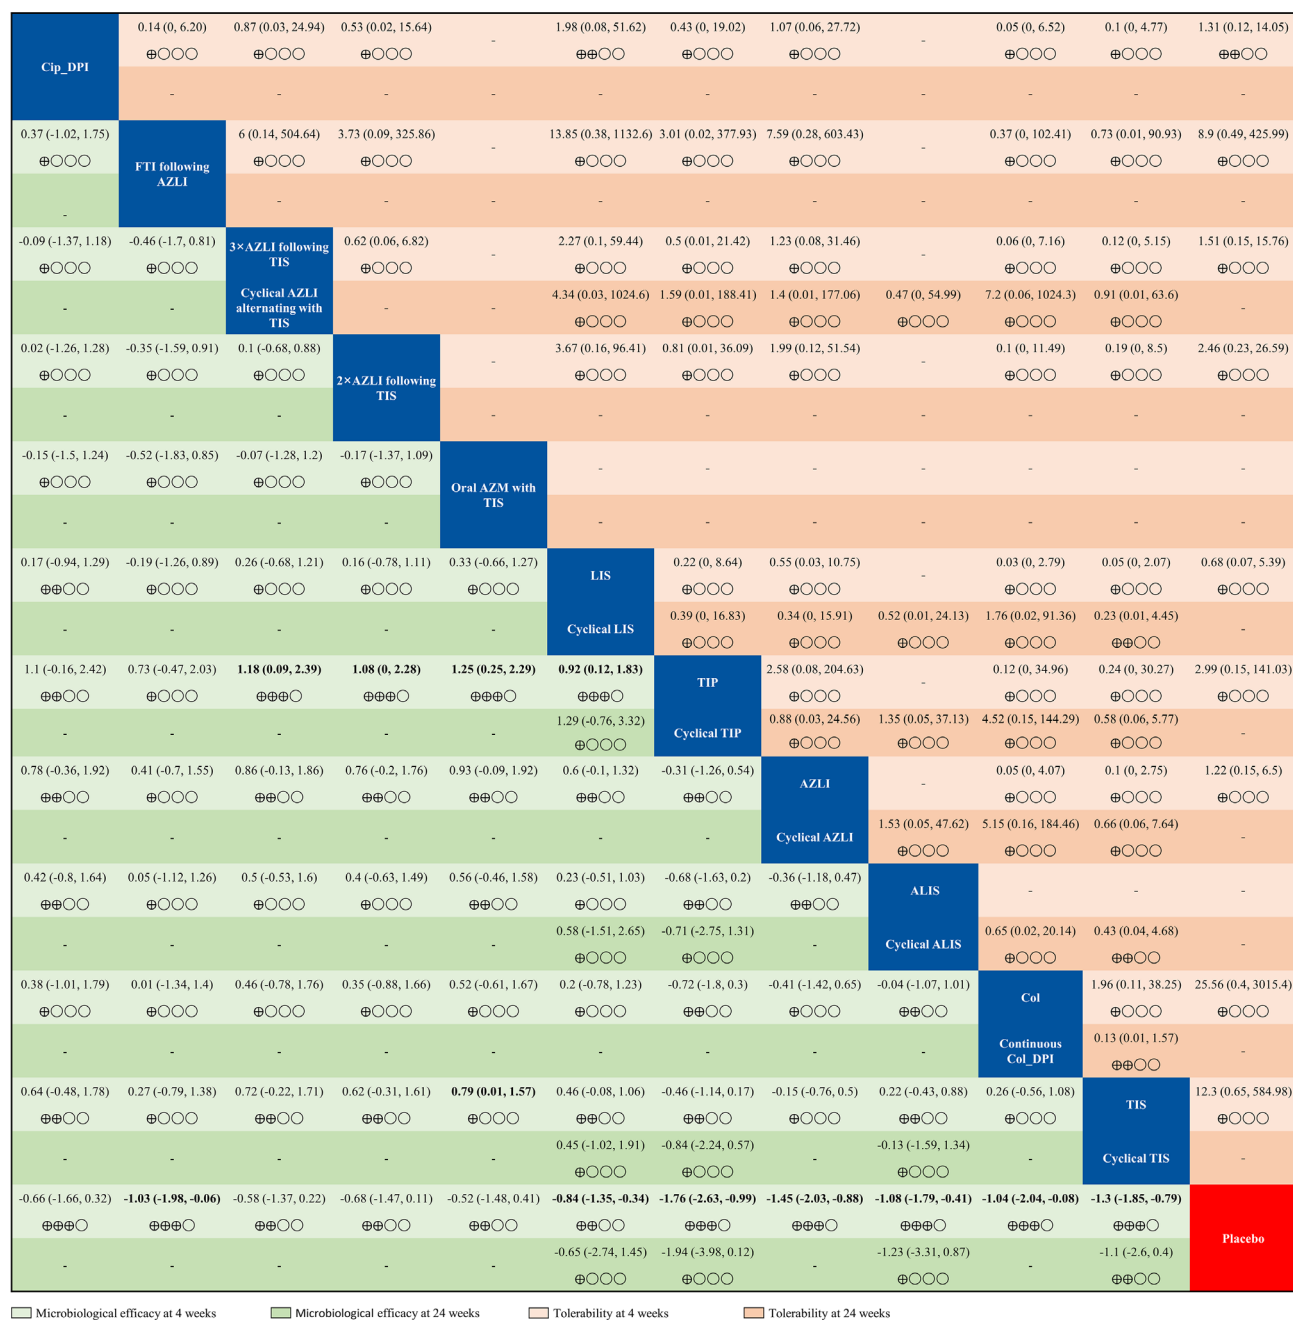 0.14 (0, 6.20) 0.87 (0.03, 24.94) 0.53 (0.02, 15.64) - 1.98 (0.08, 51.62) 0.43 (0, 19.02) 1.07 (0.06, 27.72) - 0.05 (0, 6.52) 0.1 (0, 4.77) 1.31 (0.12, 14.05)
⊕○○○ ⊕○○○ ⊕○○○ ⊕⊕○○ ⊕○○○ ⊕○○○ ⊕○○○ ⊕○○○ ⊕⊕○○
Cip_DPI
- - - - - - - - - - -
0.37 (-1.02, 1.75) 6 (0.14, 504.64) 3.73 (0.09, 325.86) - 13.85 (0.38, 1132.6) 3.01 (0.02, 377.93) 7.59 (0.28, 603.43) - 0.37 (0, 102.41) 0.73 (0.01, 90.93) 8.9 (0.49, 425.99)
⊕○○○ ⊕○○○ ⊕○○○ ⊕○○○ ⊕○○○ ⊕○○○ ⊕○○○ ⊕○○○ ⊕○○○
FTI following
AZLI
- - - - - - - - - - -
-0.09 (-1.37, 1.18) -0.46 (-1.7, 0.81) 3×AZLI following 0.62 (0.06, 6.82) - 2.27 (0.1, 59.44) 0.5 (0.01, 21.42) 1.23 (0.08, 31.46) - 0.06 (0, 7.16) 0.12 (0, 5.15) 1.51 (0.15, 15.76)
⊕○○○ ⊕○○○ TIS ⊕○○○ ⊕○○○ ⊕○○○ ⊕○○○ ⊕○○○ ⊕○○○ ⊕○○○
Cyclical AZLI 4.34 (0.03, 1024.6) 1.59 (0.01, 188.41) 1.4 (0.01, 177.06) 0.47 (0, 54.99) 7.2 (0.06, 1024.3) 0.91 (0.01, 63.6)
- - alternating with - - -
TIS ⊕○○○ ⊕○○○ ⊕○○○ ⊕○○○ ⊕○○○ ⊕○○○
0.02 (-1.26, 1.28) -0.35 (-1.59, 0.91) 0.1 (-0.68, 0.88) - 3.67 (0.16, 96.41) 0.81 (0.01, 36.09) 1.99 (0.12, 51.54) - 0.1 (0, 11.49) 0.19 (0, 8.5) 2.46 (0.23, 26.59)
⊕○○○ ⊕○○○ ⊕○○○ 2×AZLI following ⊕○○○ ⊕○○○ ⊕○○○ ⊕○○○ ⊕○○○ ⊕○○○
TIS
- - - - - - - - - - -
-0.15 (-1.5, 1.24) -0.52 (-1.83, 0.85) -0.07 (-1.28, 1.2) -0.17 (-1.37, 1.09) - - - - - - -
⊕○○○ ⊕○○○ ⊕○○○ ⊕○○○ Oral AZM with
TIS
- - - - - - - - - - -
0.17 (-0.94, 1.29) -0.19 (-1.26, 0.89) 0.26 (-0.68, 1.21) 0.16 (-0.78, 1.11) 0.33 (-0.66, 1.27) LIS 0.22 (0, 8.64) 0.55 (0.03, 10.75) - 0.03 (0, 2.79) 0.05 (0, 2.07) 0.68 (0.07, 5.39)
⊕⊕○○ ⊕○○○ ⊕○○○ ⊕○○○ ⊕○○○ ⊕○○○ ⊕○○○ ⊕○○○ ⊕○○○ ⊕○○○
- - - - - Cyclical LIS 0.39 (0, 16.83) 0.34 (0, 15.91) 0.52 (0.01, 24.13) 1.76 (0.02, 91.36) 0.23 (0.01, 4.45) -
⊕○○○ ⊕○○○ ⊕○○○ ⊕○○○ ⊕⊕○○
1.1 (-0.16, 2.42) 0.73 (-0.47, 2.03) 1.18 (0.09, 2.39) 1.08 (0, 2.28) 1.25 (0.25, 2.29) 0.92 (0.12, 1.83) TIP 2.58 (0.08, 204.63) - 0.12 (0, 34.96) 0.24 (0, 30.27) 2.99 (0.15, 141.03)
⊕⊕○○ ⊕○○○ ⊕⊕⊕○ ⊕⊕⊕○ ⊕⊕⊕○ ⊕⊕⊕○ ⊕○○○ ⊕○○○ ⊕○○○ ⊕○○○
- - - - - 1.29 (-0.76, 3.32) Cyclical TIP 0.88 (0.03, 24.56) 1.35 (0.05, 37.13) 4.52 (0.15, 144.29) 0.58 (0.06, 5.77) -
⊕○○○ ⊕○○○ ⊕○○○ ⊕○○○ ⊕○○○
0.78 (-0.36, 1.92) 0.41 (-0.7, 1.55) 0.86 (-0.13, 1.86) 0.76 (-0.2, 1.76) 0.93 (-0.09, 1.92) 0.6 (-0.1, 1.32) -0.31 (-1.26, 0.54) AZLI - 0.05 (0, 4.07) 0.1 (0, 2.75) 1.22 (0.15, 6.5)
⊕⊕○○ ⊕○○○ ⊕⊕○○ ⊕⊕○○ ⊕⊕○○ ⊕⊕○○ ⊕⊕○○ ⊕○○○ ⊕○○○ ⊕○○○
- - - - - - - Cyclical AZLI 1.53 (0.05, 47.62) 5.15 (0.16, 184.46) 0.66 (0.06, 7.64) -
⊕○○○ ⊕○○○ ⊕○○○
0.42 (-0.8, 1.64) 0.05 (-1.12, 1.26) 0.5 (-0.53, 1.6) 0.4 (-0.63, 1.49) 0.56 (-0.46, 1.58) 0.23 (-0.51, 1.03) -0.68 (-1.63, 0.2) -0.36 (-1.18, 0.47) ALIS - - -
⊕⊕○○ ⊕○○○ ⊕○○○ ⊕○○○ ⊕⊕○○ ⊕○○○ ⊕⊕○○ ⊕⊕○○
- - - - - 0.58 (-1.51, 2.65) -0.71 (-2.75, 1.31) - Cyclical ALIS 0.65 (0.02, 20.14) 0.43 (0.04, 4.68) -
⊕○○○ ⊕○○○ ⊕○○○ ⊕⊕○○
0.38 (-1.01, 1.79) 0.01 (-1.34, 1.4) 0.46 (-0.78, 1.76) 0.35 (-0.88, 1.66) 0.52 (-0.61, 1.67) 0.2 (-0.78, 1.23) -0.72 (-1.8, 0.3) -0.41 (-1.42, 0.65) -0.04 (-1.07, 1.01) Col 1.96 (0.11, 38.25) 25.56 (0.4, 3015.4)
⊕○○○ ⊕○○○ ⊕○○○ ⊕○○○ ⊕○○○ ⊕○○○ ⊕⊕○○ ⊕○○○ ⊕⊕○○ ⊕○○○ ⊕○○○
- - - - - - - - - Continuous 0.13 (0.01, 1.57) -
Col_DPI ⊕⊕○○
0.64 (-0.48, 1.78) 0.27 (-0.79, 1.38) 0.72 (-0.22, 1.71) 0.62 (-0.31, 1.61) 0.79 (0.01, 1.57) 0.46 (-0.08, 1.06) -0.46 (-1.14, 0.17) -0.15 (-0.76, 0.5) 0.22 (-0.43, 0.88) 0.26 (-0.56, 1.08) TIS 12.3 (0.65, 584.98)
⊕⊕○○ ⊕○○○ ⊕⊕○○ ⊕⊕○○ ⊕⊕○○ ⊕⊕○○ ⊕⊕○○ ⊕○○○ ⊕⊕○○ ⊕○○○ ⊕○○○
- - - - - 0.45 (-1.02, 1.91) -0.84 (-2.24, 0.57) - -0.13 (-1.59, 1.34) - Cyclical TIS -
⊕○○○ ⊕○○○ ⊕○○○
-0.66 (-1.66, 0.32) -1.03 (-1.98, -0.06) -0.58 (-1.37, 0.22) -0.68 (-1.47, 0.11) -0.52 (-1.48, 0.41) -0.84 (-1.35, -0.34) -1.76 (-2.63, -0.99) -1.45 (-2.03, -0.88) -1.08 (-1.79, -0.41) -1.04 (-2.04, -0.08) -1.3 (-1.85, -0.79)
⊕⊕⊕○ ⊕⊕⊕○ ⊕⊕○○ ⊕⊕○○ ⊕⊕○○ ⊕⊕○○ ⊕⊕⊕○ ⊕⊕⊕○ ⊕⊕⊕○ ⊕⊕⊕○ ⊕⊕⊕○
Placebo
- - - - - -0.65 (-2.74, 1.45) -1.94 (-3.98, 0.12) - -1.23 (-3.31, 0.87) - -1.1 (-2.6, 0.4)
⊕○○○ ⊕○○○ ⊕○○○ ⊕⊕○○
Microbiological efficacy at 4 weeks Microbiological efficacy at 24 weeks Tolerability at 4 weeks Tolerability at 24 weeks